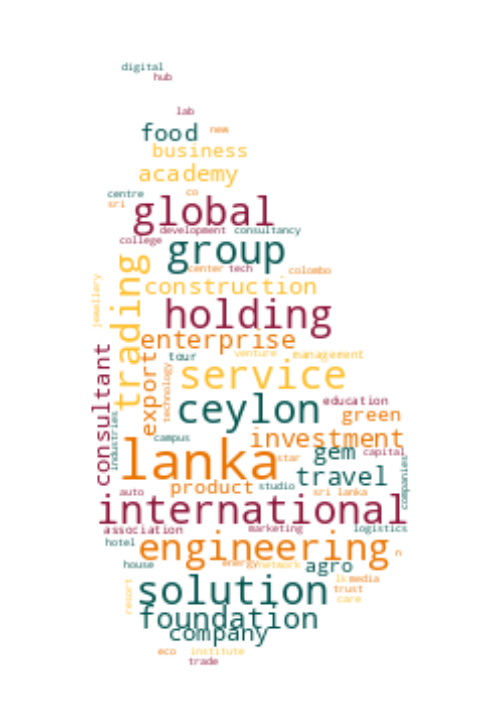 digital
hub
lab
food new
business
academy
centre co
sri global
development consultancy
college group
center tech colombo
jewellery trading construction
holding
enterprise
tour venture management
export technology service
consultant ceylon education
industries green
campus investment
lanka star gem capital
travel companies
product studio
auto sri lanka
international
association marketing logistics
hotel engineering n
house energy network agro
lk media
resort solution trust
care
foundation
company
eco institute
trade